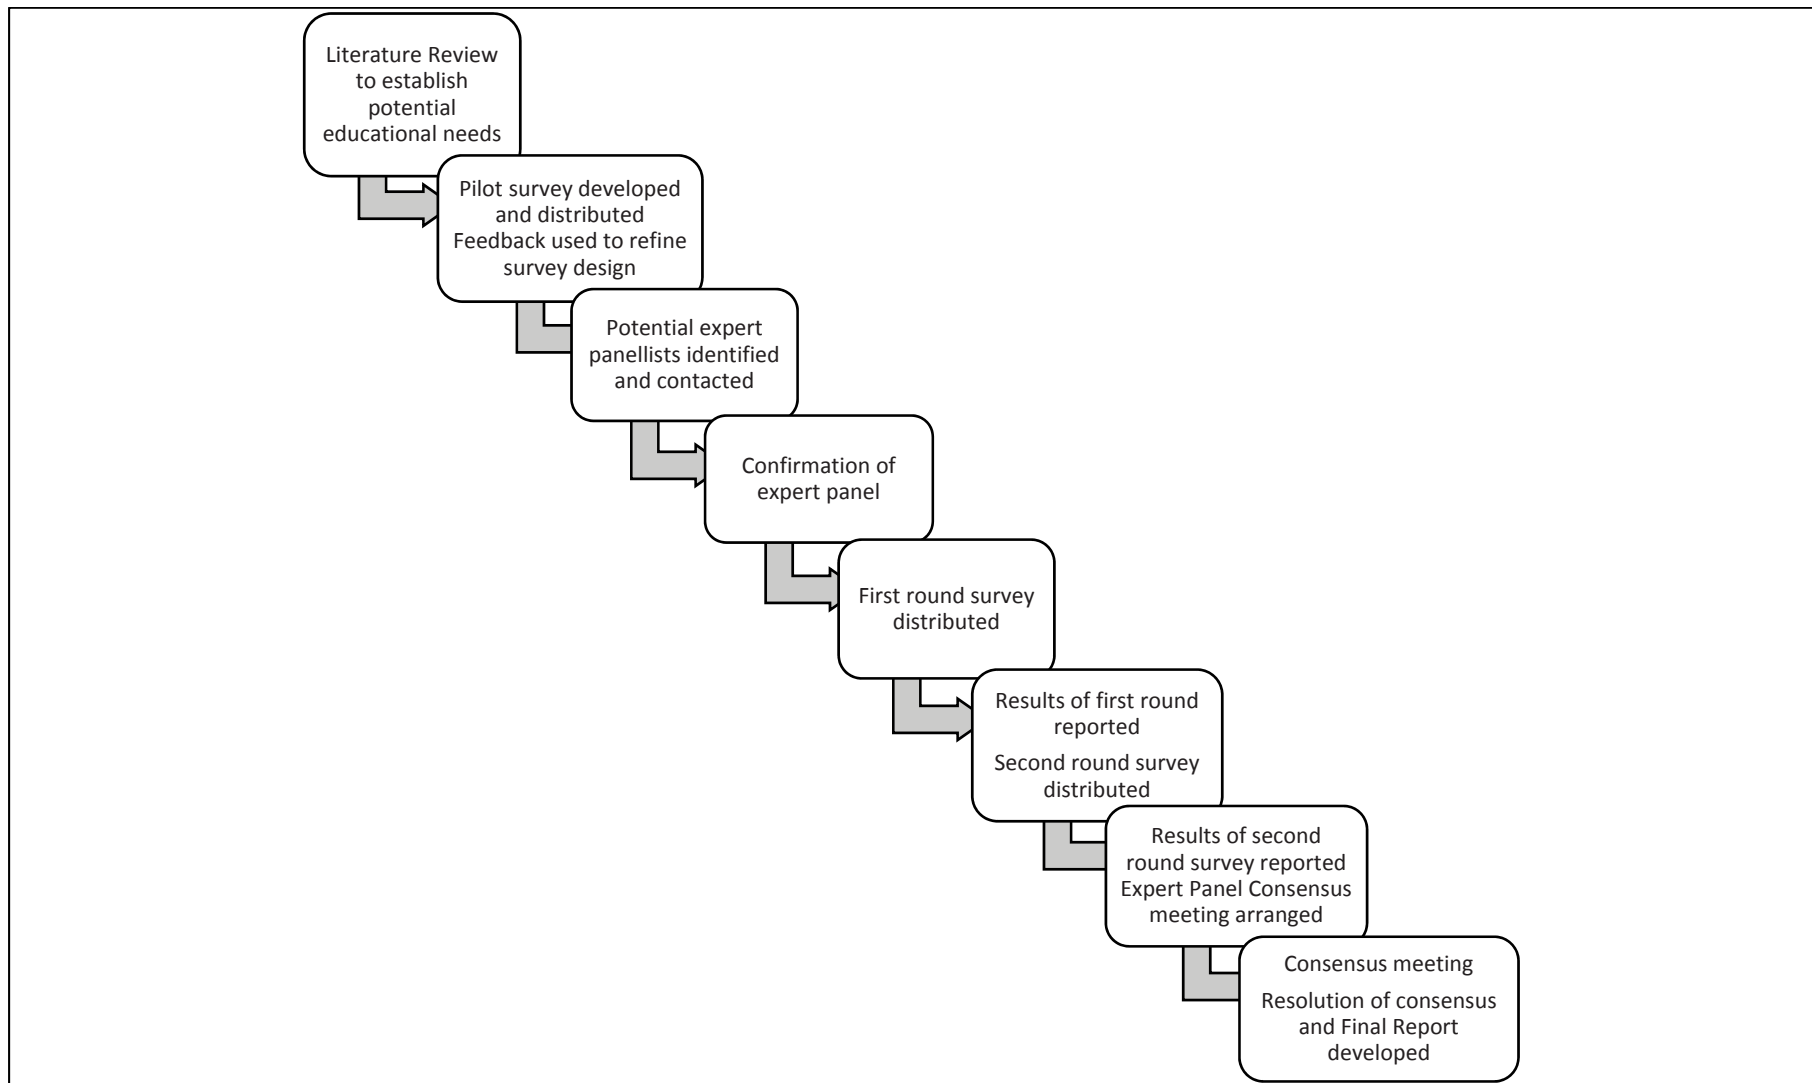 Literature Review
to establish
potential
educational needs
Pilot survey developed
and distributed
Feedback used to refine
survey design
Potential expert
panellists identified
and contacted
Confirmation of
expert panel
First round survey
distributed
Results of first round
reported
Second round survey
distributed
Results of second
round survey reported
Expert Panel Consensus
meeting arranged
Consensus meeting
Resolution of consensus
and Final Report
developed